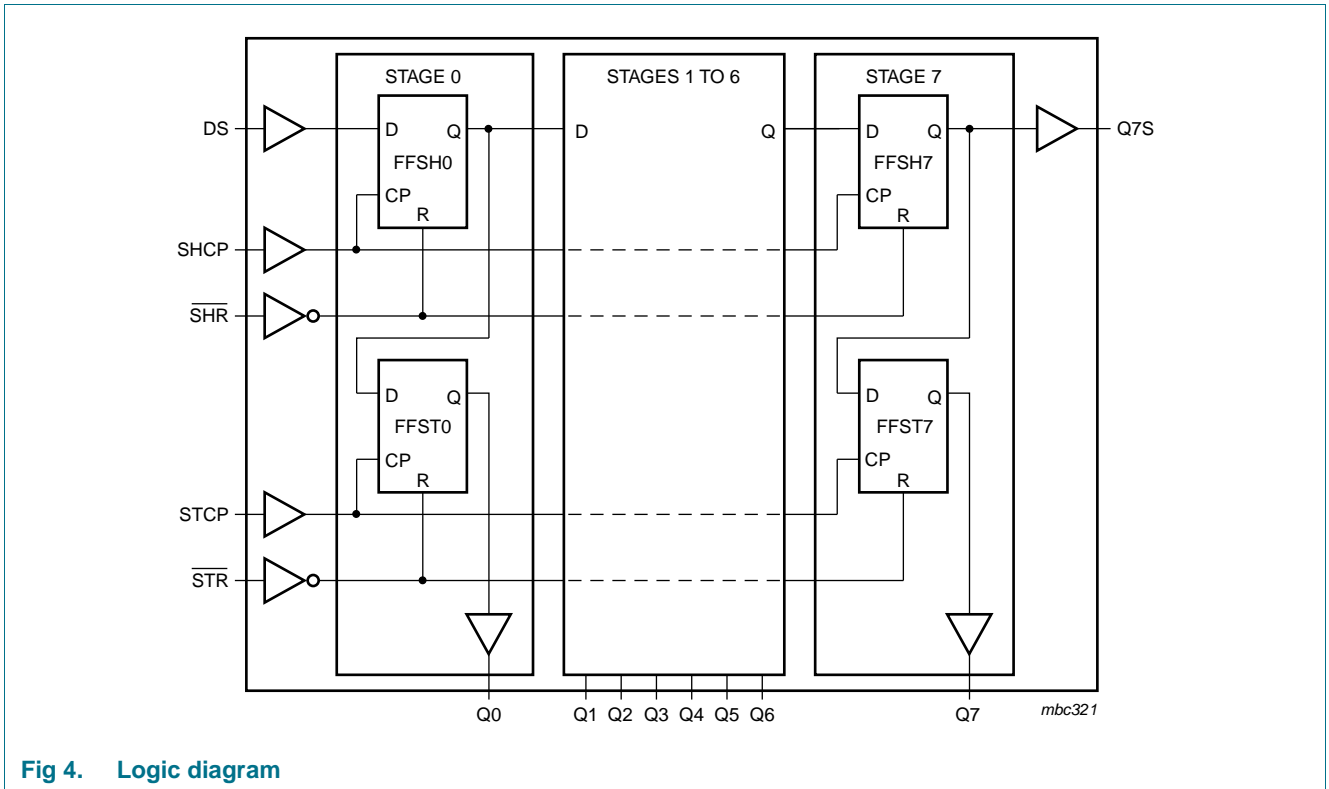 STAGE 0
STAGES 1 TO 6
STAGE 7
DS
D
Q
D
Q
D
Q
Q7S
FFSH0
FFSH7
CP
CP
R
R
SHCP
SHR
D
Q
D
Q
FFST0
FFST7
CP
CP
R
R
STCP
STR
Q0
Q1
Q2
Q3
Q4
Q5
Q6
Q7
mbc321
Fig 4. Logic diagram